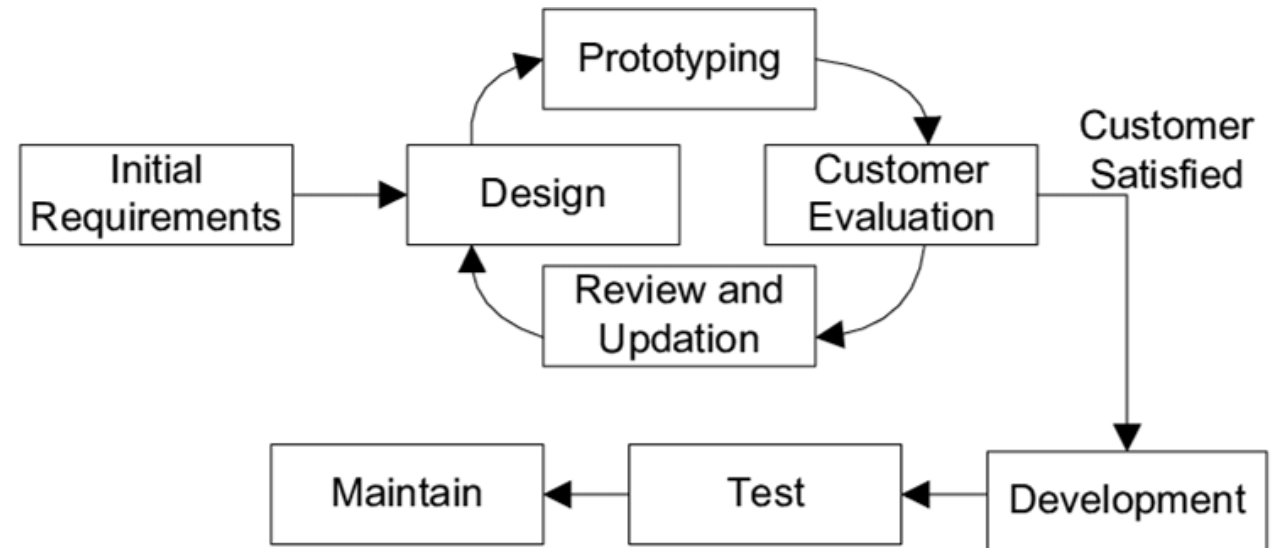 Prototyping
Customer
Satisfied
Initial
Requirements
Design
Customer
Evaluation
Review and
Updation
Maintain
Test
Development